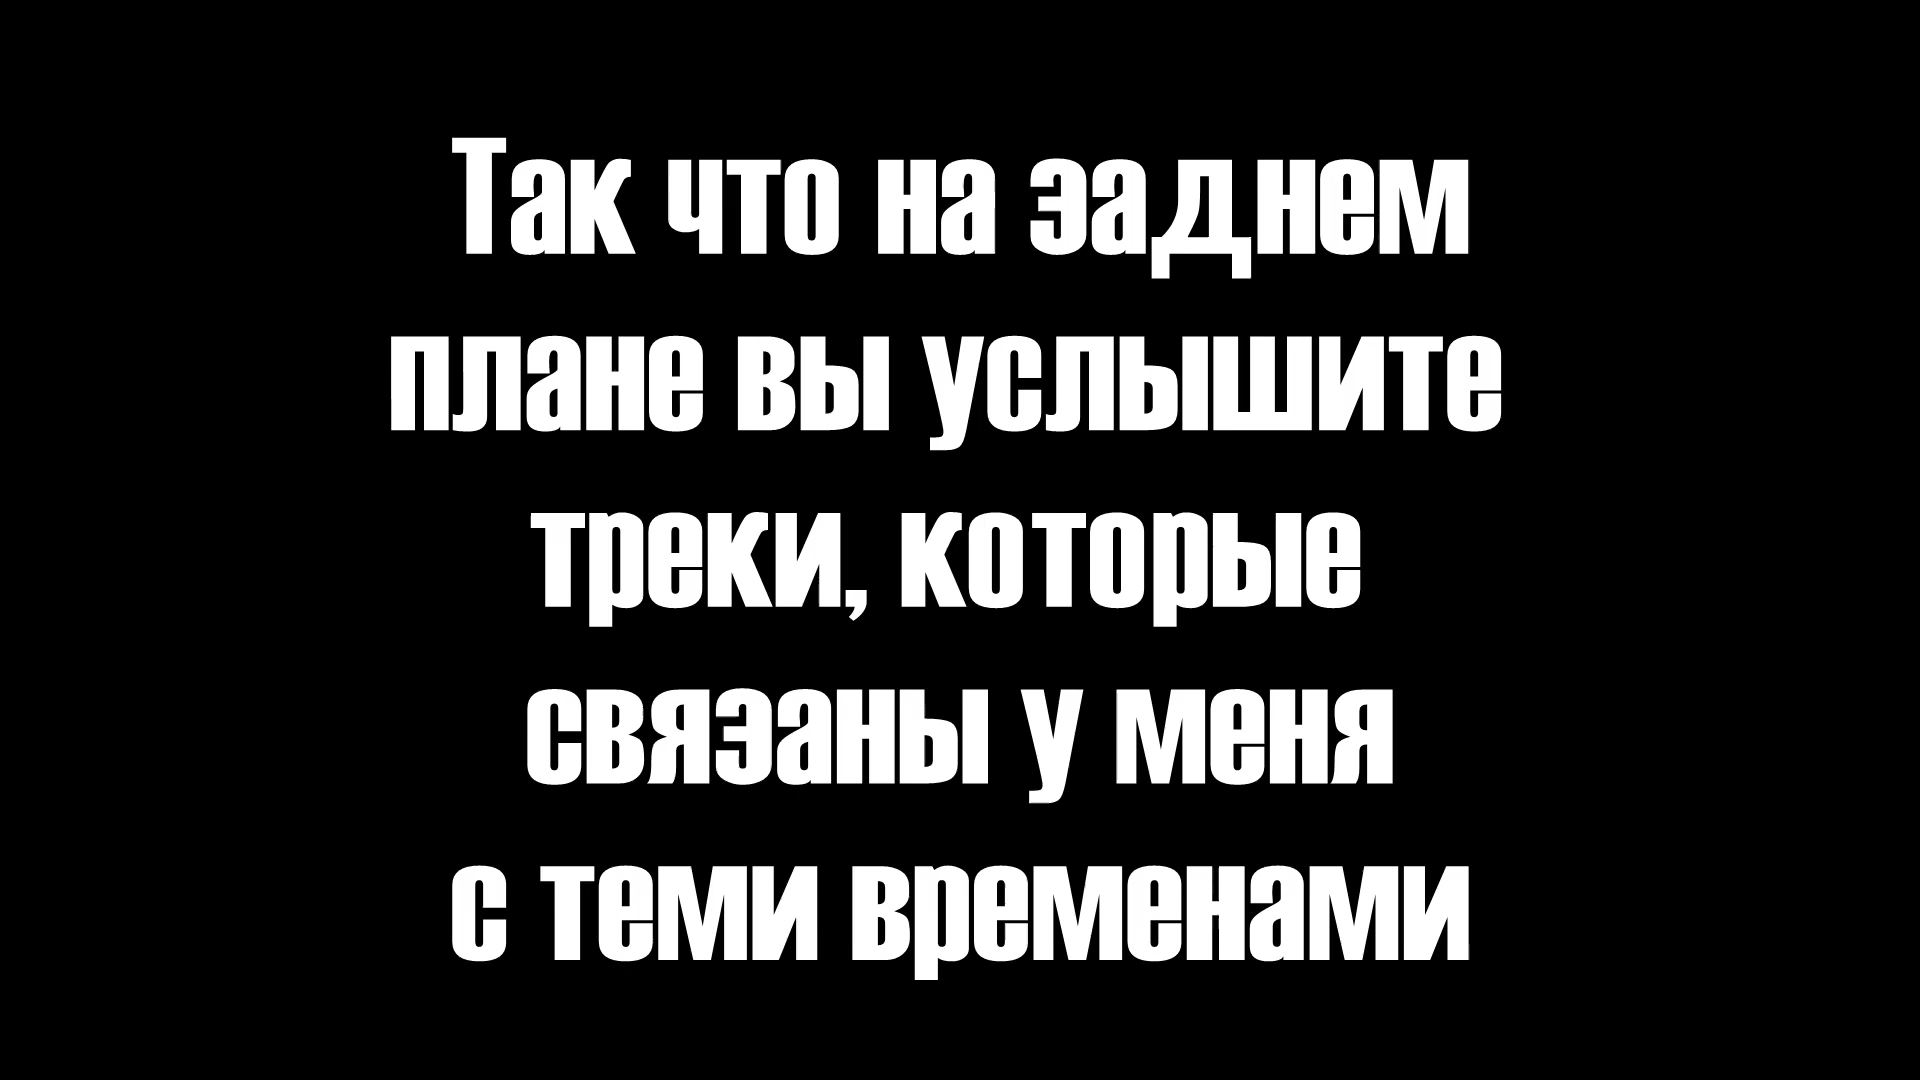 Так что на заднем
плане вы услышите
треки, которые
связаны у меня
с теми временами